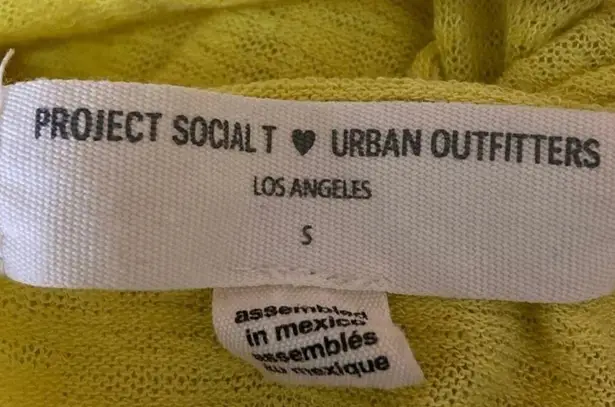 PROJECT SOCIAL T ♥ URBAN OUTFITTERS
LOS ANGELES
S
assembled
in mexico
assemblés
au mexique